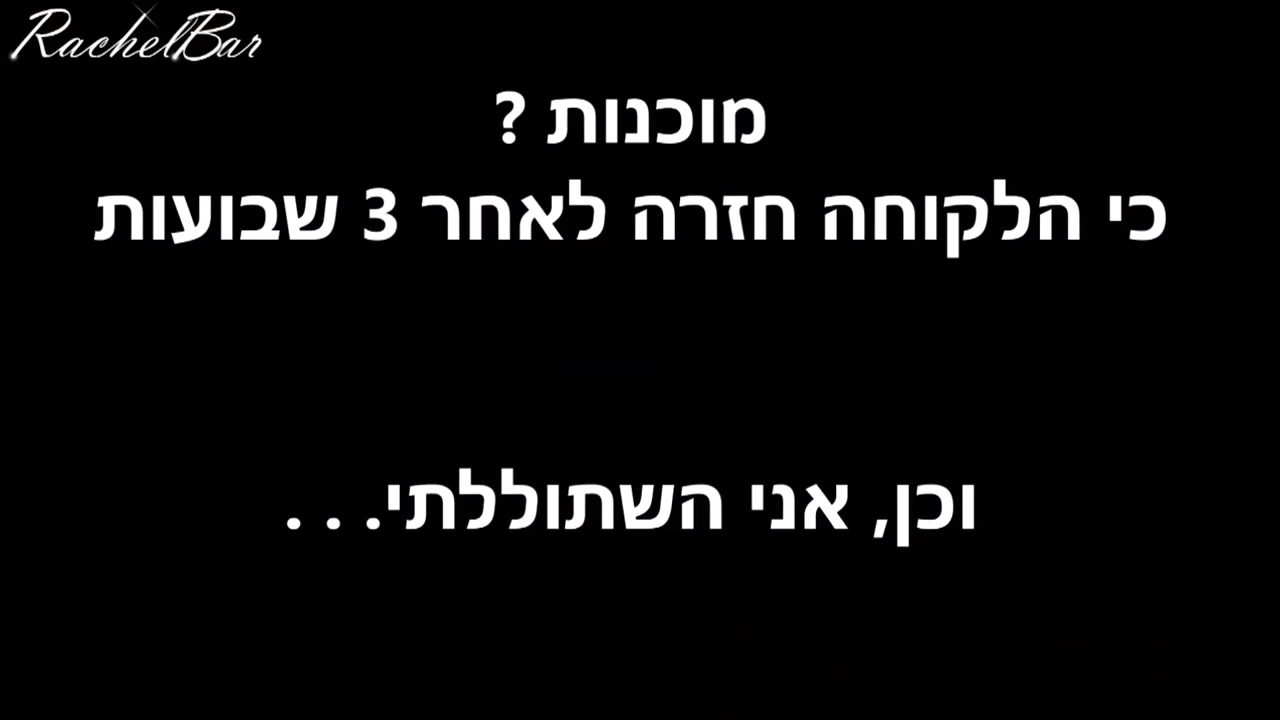 RachelBar
מוכנות ?
כי הלקוחה חזרה לאחר 3 שבועות
וכן, אני השתוללתי. . .